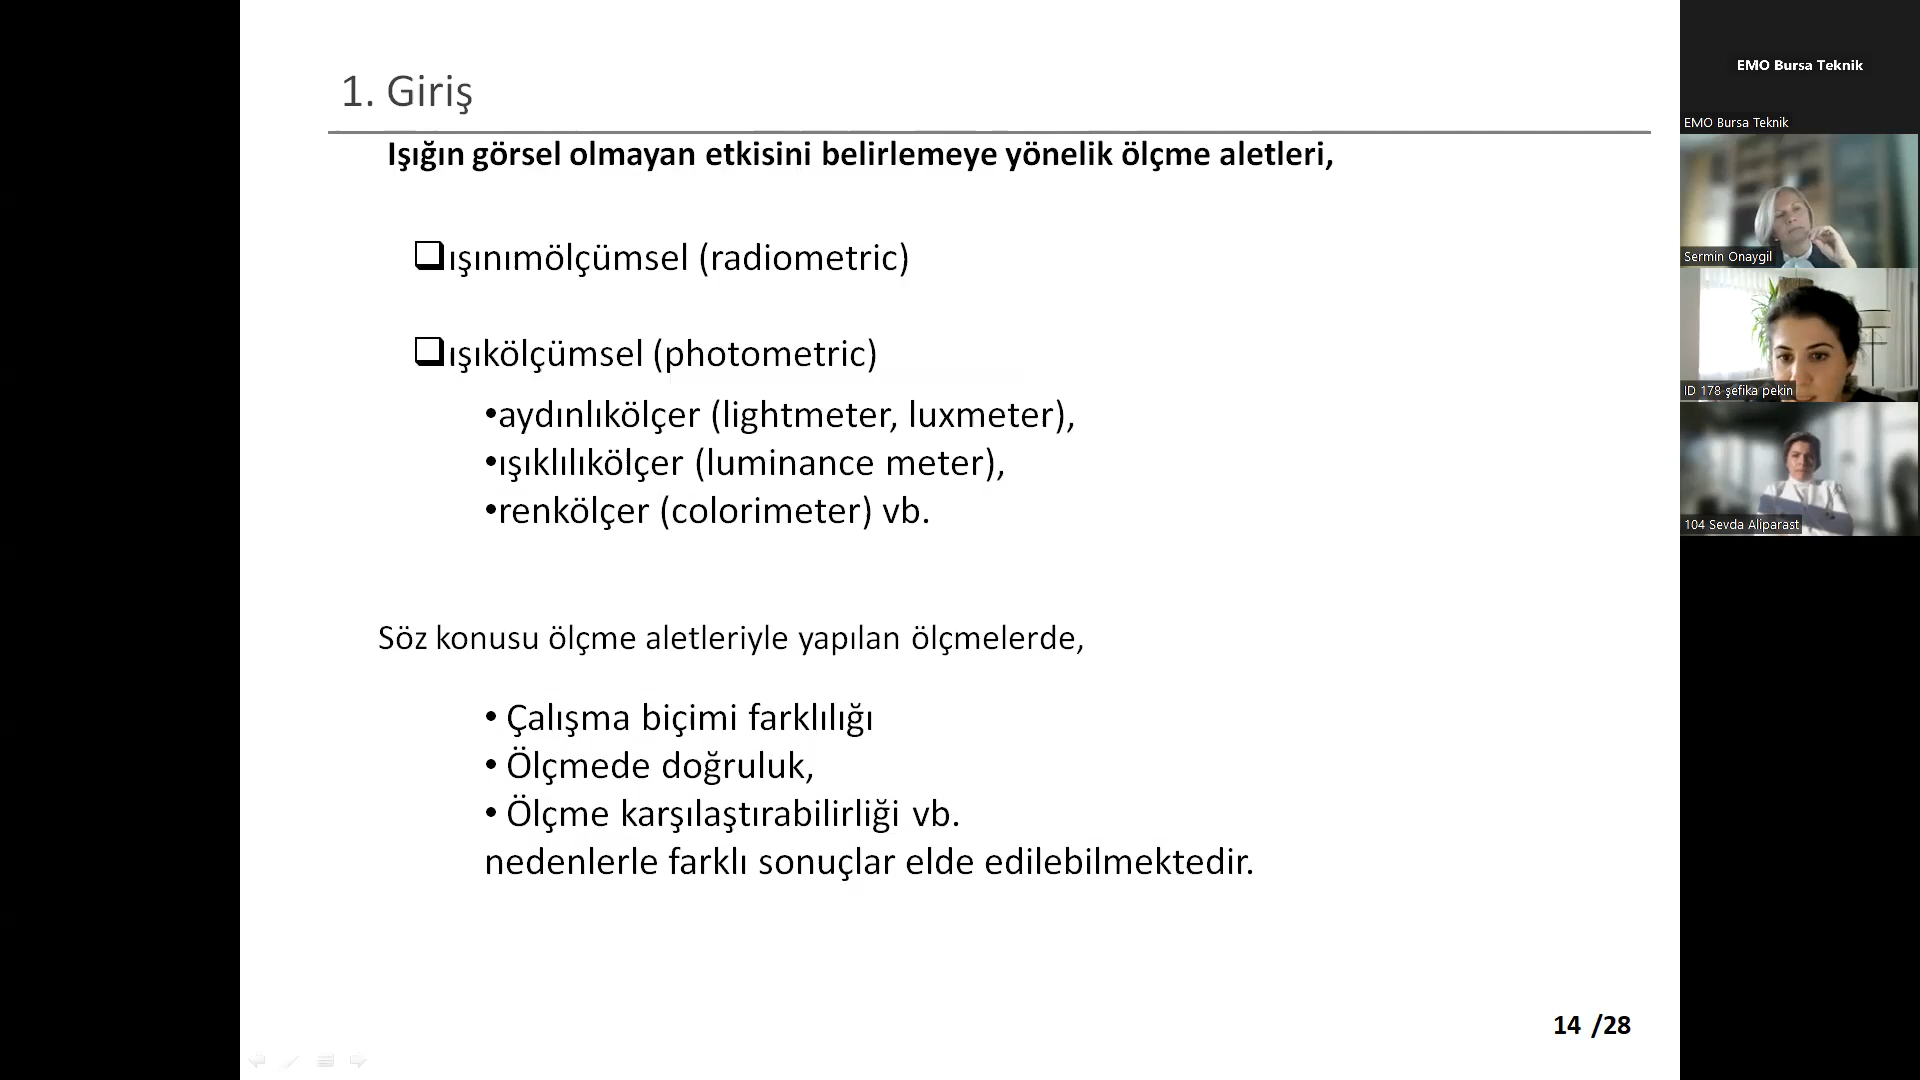 1. Giriş
Işığın görsel olmayan etkisini belirlemeye yönelik ölçme aletleri,
ışınımölçümsel (radiometric)
ışıkölçümsel (photometric)
•aydınlıkölçer (lightmeter, luxmeter),
•ışıklılıkölçer (luminance meter),
•renkölçer (colorimeter) vb.
Söz konusu ölçme aletleriyle yapılan ölçmelerde,
• Çalışma biçimi farklılığı
• Ölçmede doğruluk,
• Ölçme karşılaştırabilirliği vb.
nedenlerle farklı sonuçlar elde edilebilmektedir.
14 /28
EMO Bursa Teknik
EMO Bursa Teknik
Sermin Onaygil
ID 178 şefika pekin
104 Sevda Aliparast